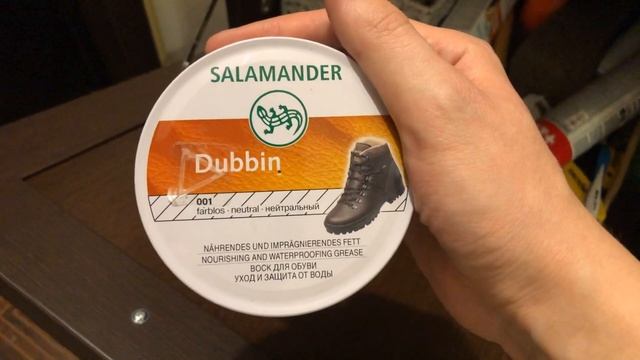 SALAMANDER
Dubbin
001
farblos - neutral - нейтральный
NÄHRENDES UND IMPRÄGNIERENDES FETT
NOURISHING AND WATERPROOFING GREASE
ВОСК ДЛЯ ОБУВИ
УХОД И ЗАЩИТА ОТ ВОДЫ